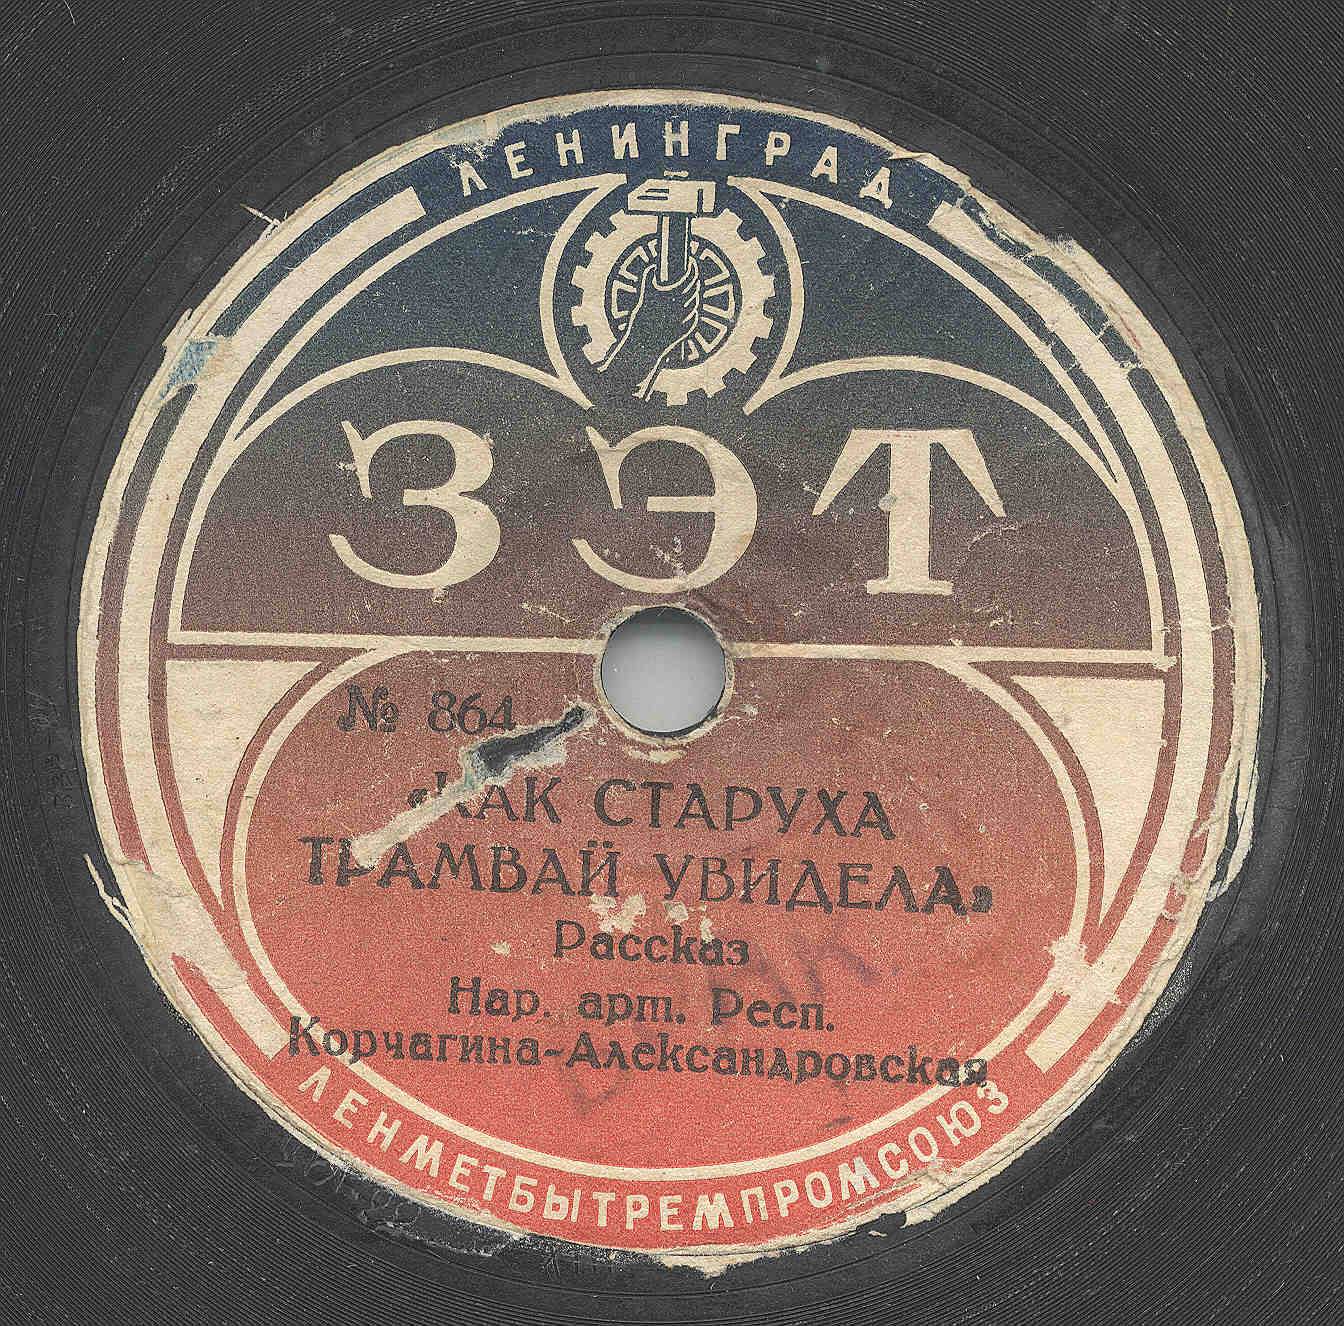 ЛЕНИНГРАД
ЗЭТ
№ 864
«КАК СТАРУХА
ТРАМВАЙ УВИДЕЛА»
Рассказ
Нар. арт. Респ.
Корчагина-Александровская
ЛЕНМЕТБЫТРЕМПРОМСОЮЗ